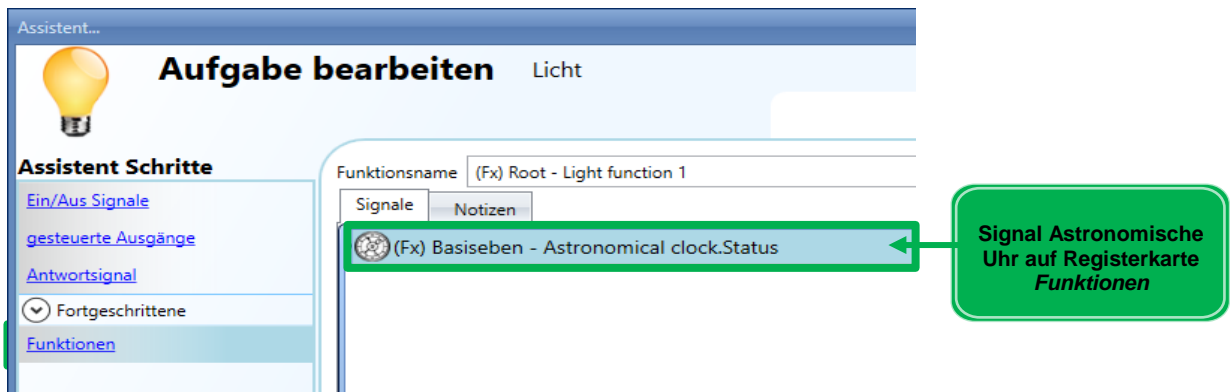 Assistent...
Aufgabe bearbeiten Licht
Assistent Schritte
Ein/Aus Signale
gesteuerte Ausgänge
Antwortsignal
Fortgeschrittene
Funktionen
Funktionsname (Fx) Root - Light function 1
Signale Notizen
(Fx) Basiseben - Astronomical clock.Status
Signal Astronomische
Uhr auf Registerkarte
Funktionen